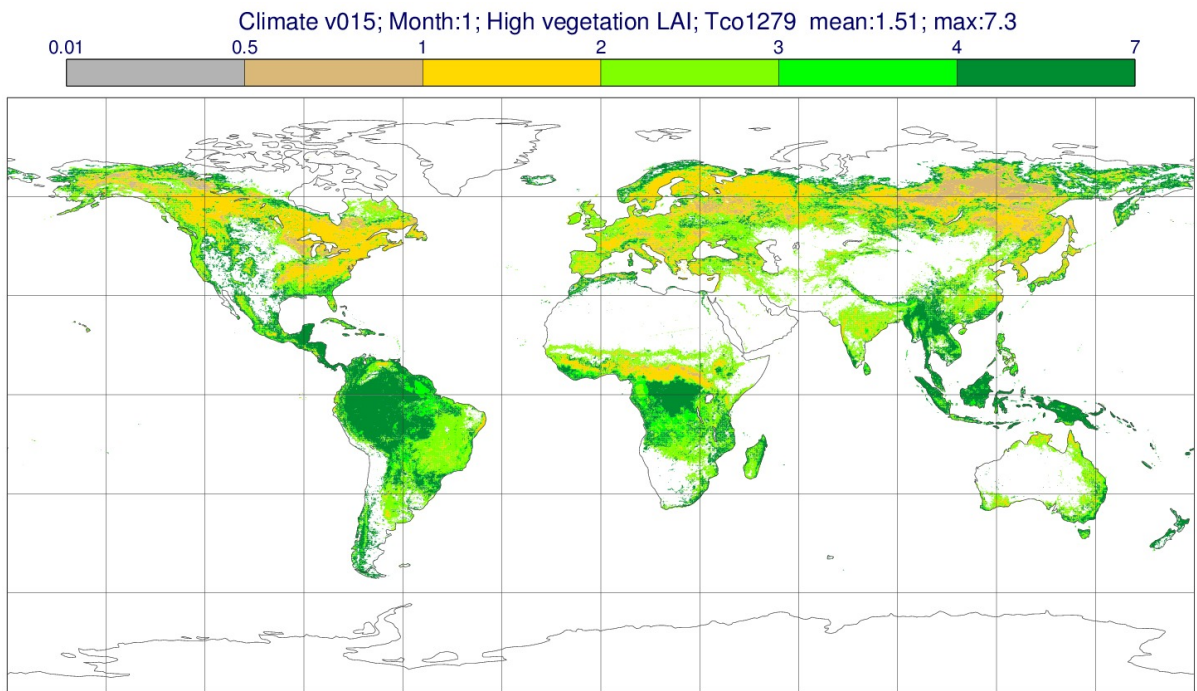 Climate v015; Month:1; High vegetation LAI; Tco1279 mean:1.51; max:7.3
0.01 0.5 1 2 3 4 7